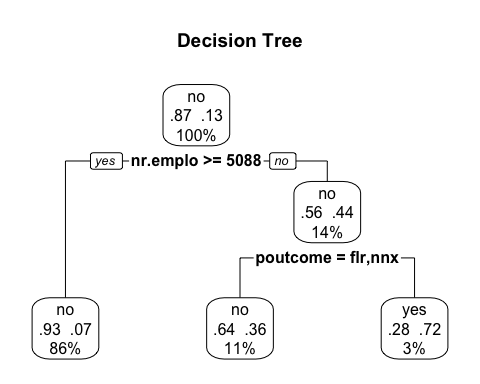 Decision Tree
no
.87 .13
100%
yes nr.emplo >= 5088 no
no
.56 .44
14%
poutcome = flr,nnx
no
.93 .07
86%
no
.64 .36
11%
yes
.28 .72
3%